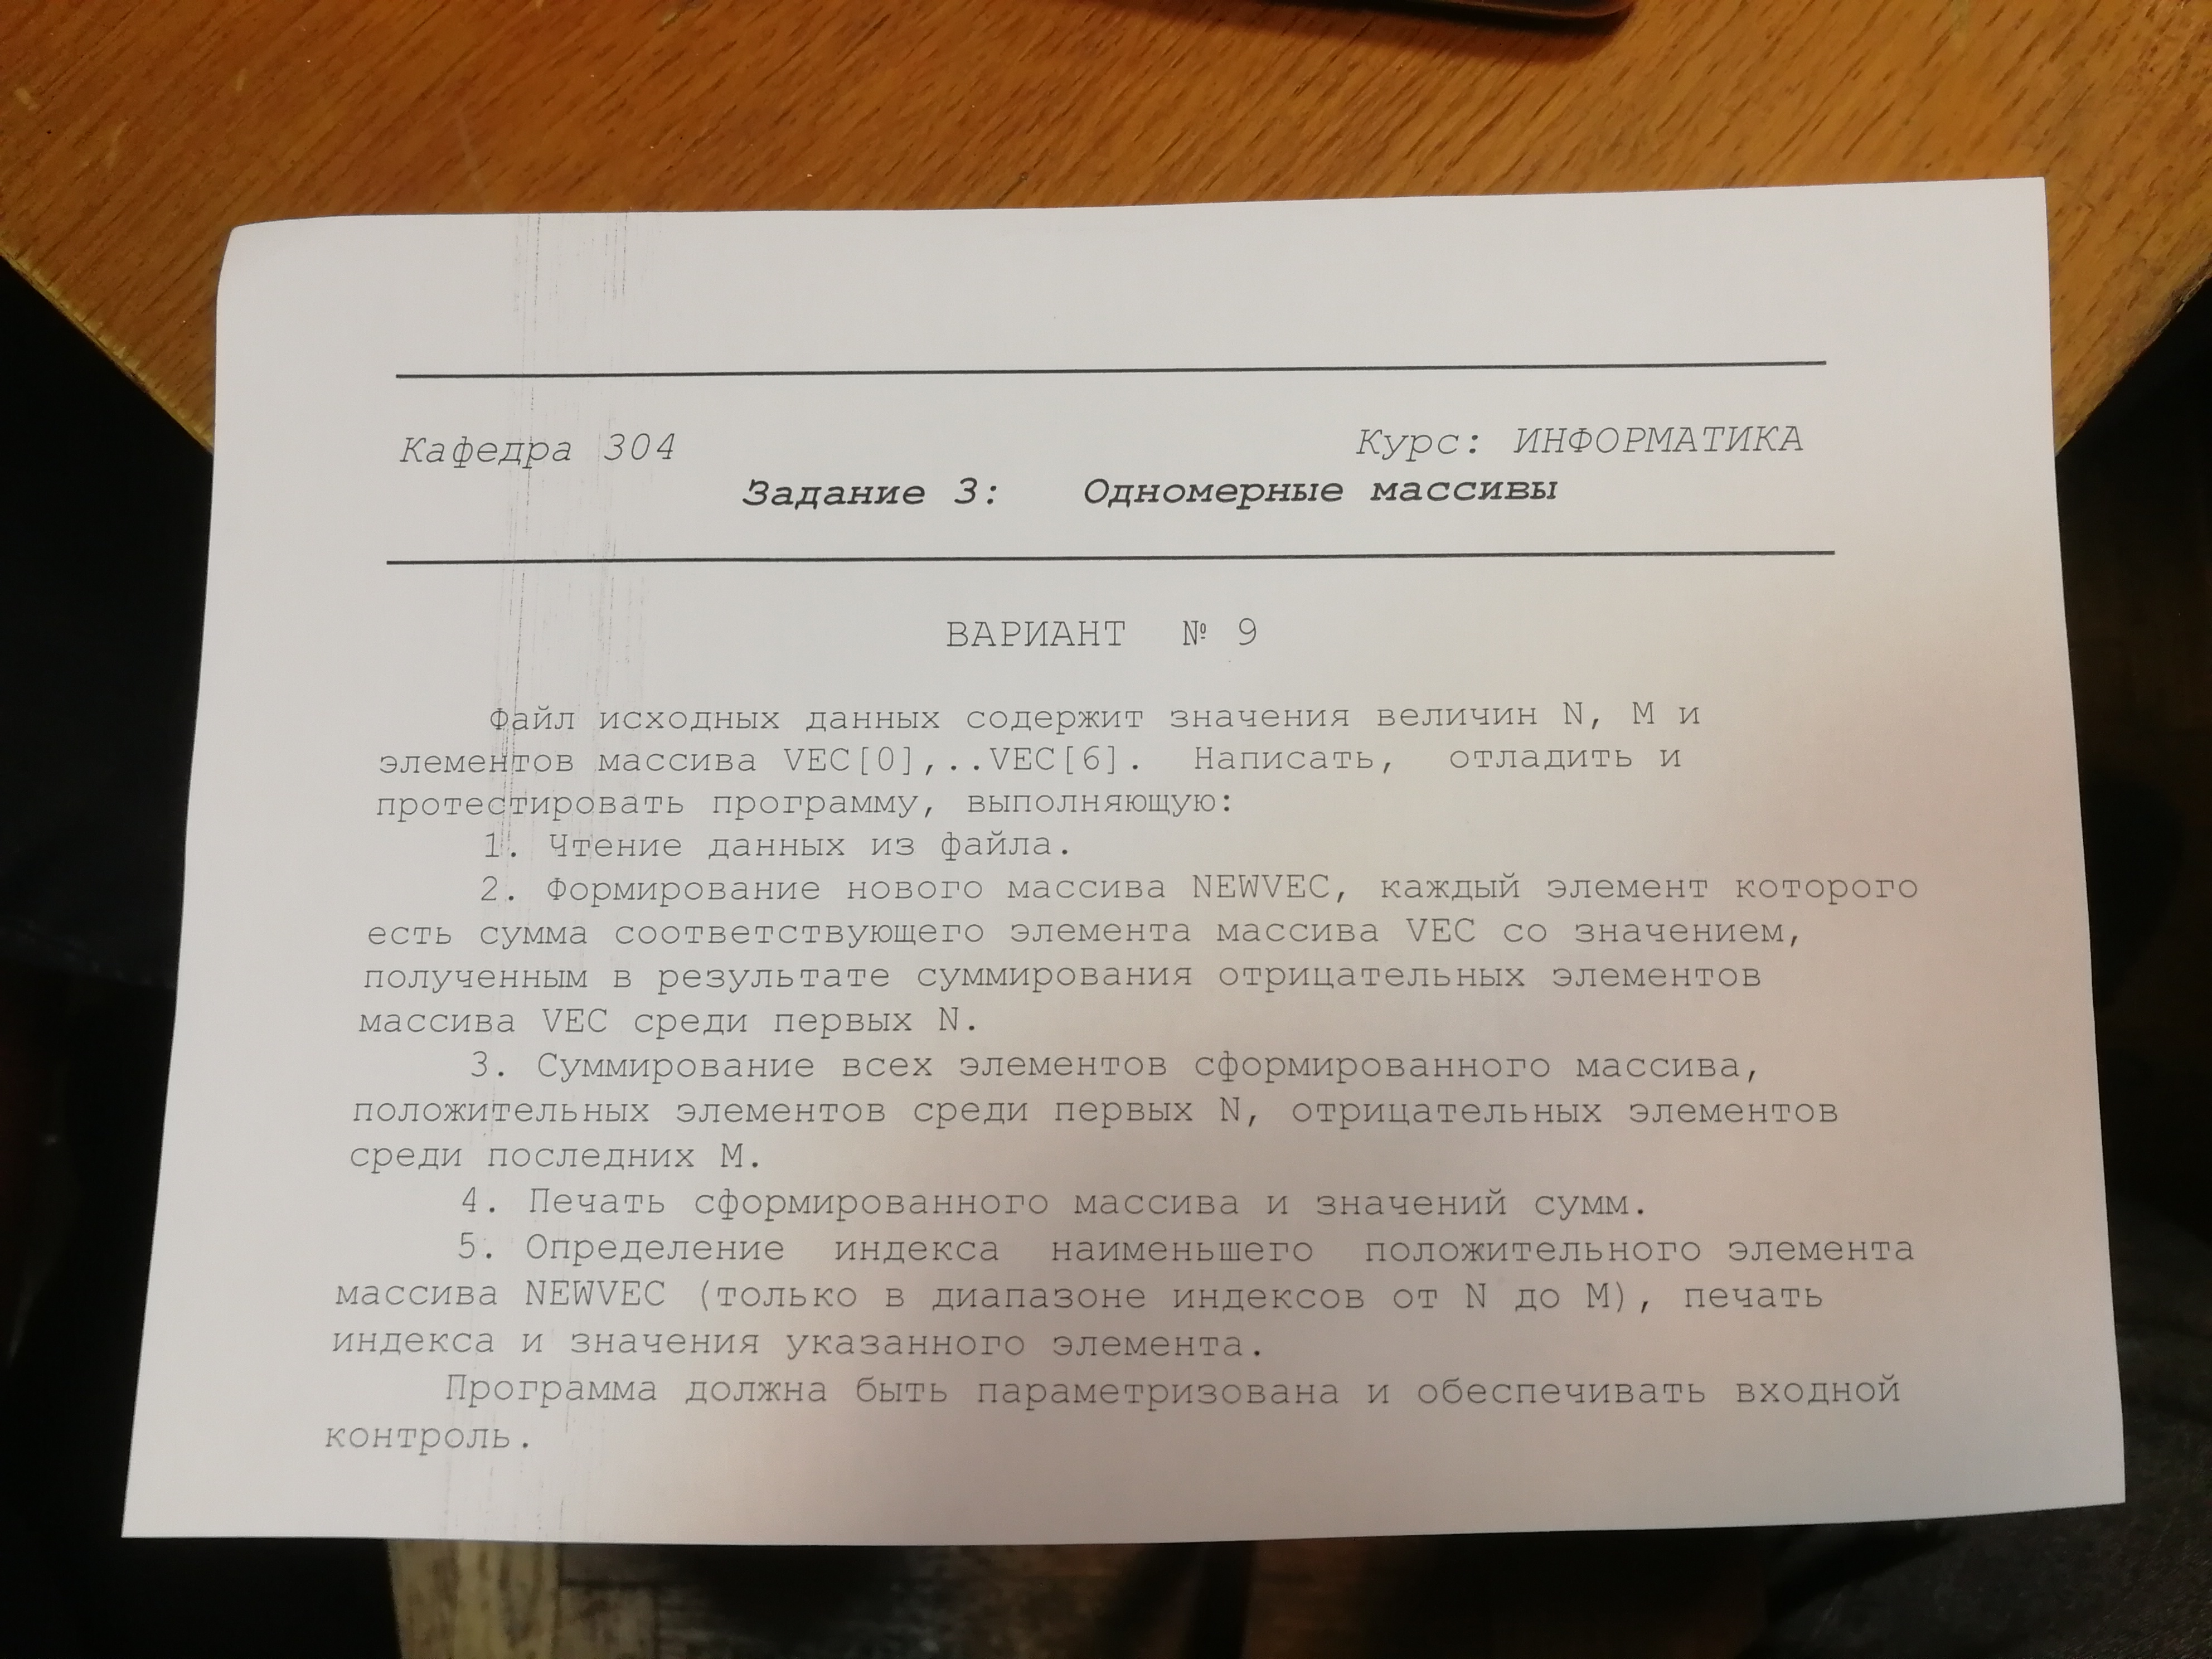 Кафедра 304 Курс: ИНФОРМАТИКА
Задание 3: Одномерные массивы
ВАРИАНТ № 9
Файл исходных данных содержит значения величин N, M и
элементов массива VEC[0],..VEC[6]. Написать, отладить и
протестировать программу, выполняющую:
1. Чтение данных из файла.
2. Формирование нового массива NEWVEC, каждый элемент которого
есть сумма соответствующего элемента массива VEC со значением,
полученным в результате суммирования отрицательных элементов
массива VEC среди первых N.
3. Суммирование всех элементов сформированного массива,
положительных элементов среди первых N, отрицательных элементов
среди последних M.
4. Печать сформированного массива и значений сумм.
5. Определение индекса наименьшего положительного элемента
массива NEWVEC (только в диапазоне индексов от N до M), печать
индекса и значения указанного элемента.
Программа должна быть параметризована и обеспечивать входной
контроль.